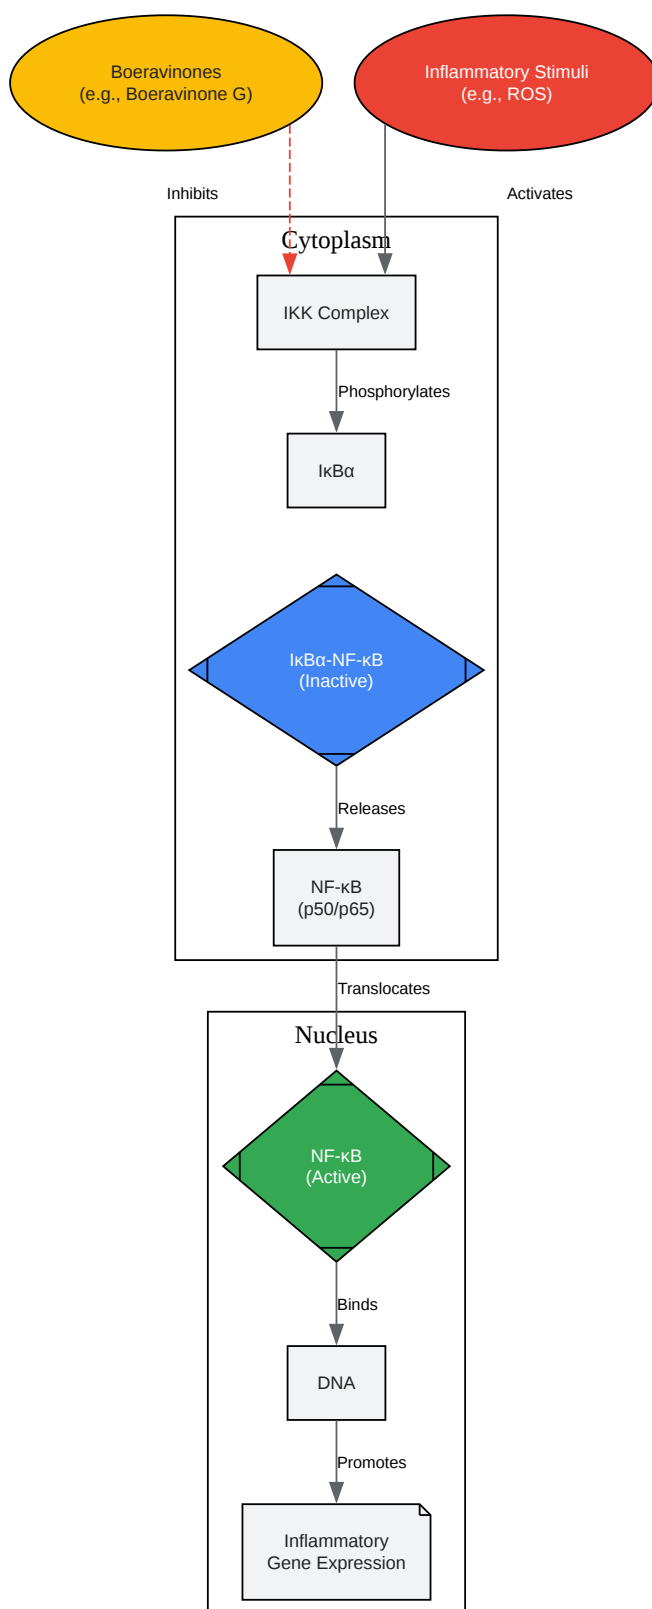 Boeravinones
(e.g., Boeravinone G)
Inflammatory Stimuli
(e.g., ROS)
Inhibits
Activates
Cytoplasm
IKK Complex
Phosphorylates
IκBα
IκBα-NF-κB
(Inactive)
Releases
NF-κB
(p50/p65)
Translocates
Nucleus
NF-κB
(Active)
Binds
DNA
Promotes
Inflammatory
Gene Expression